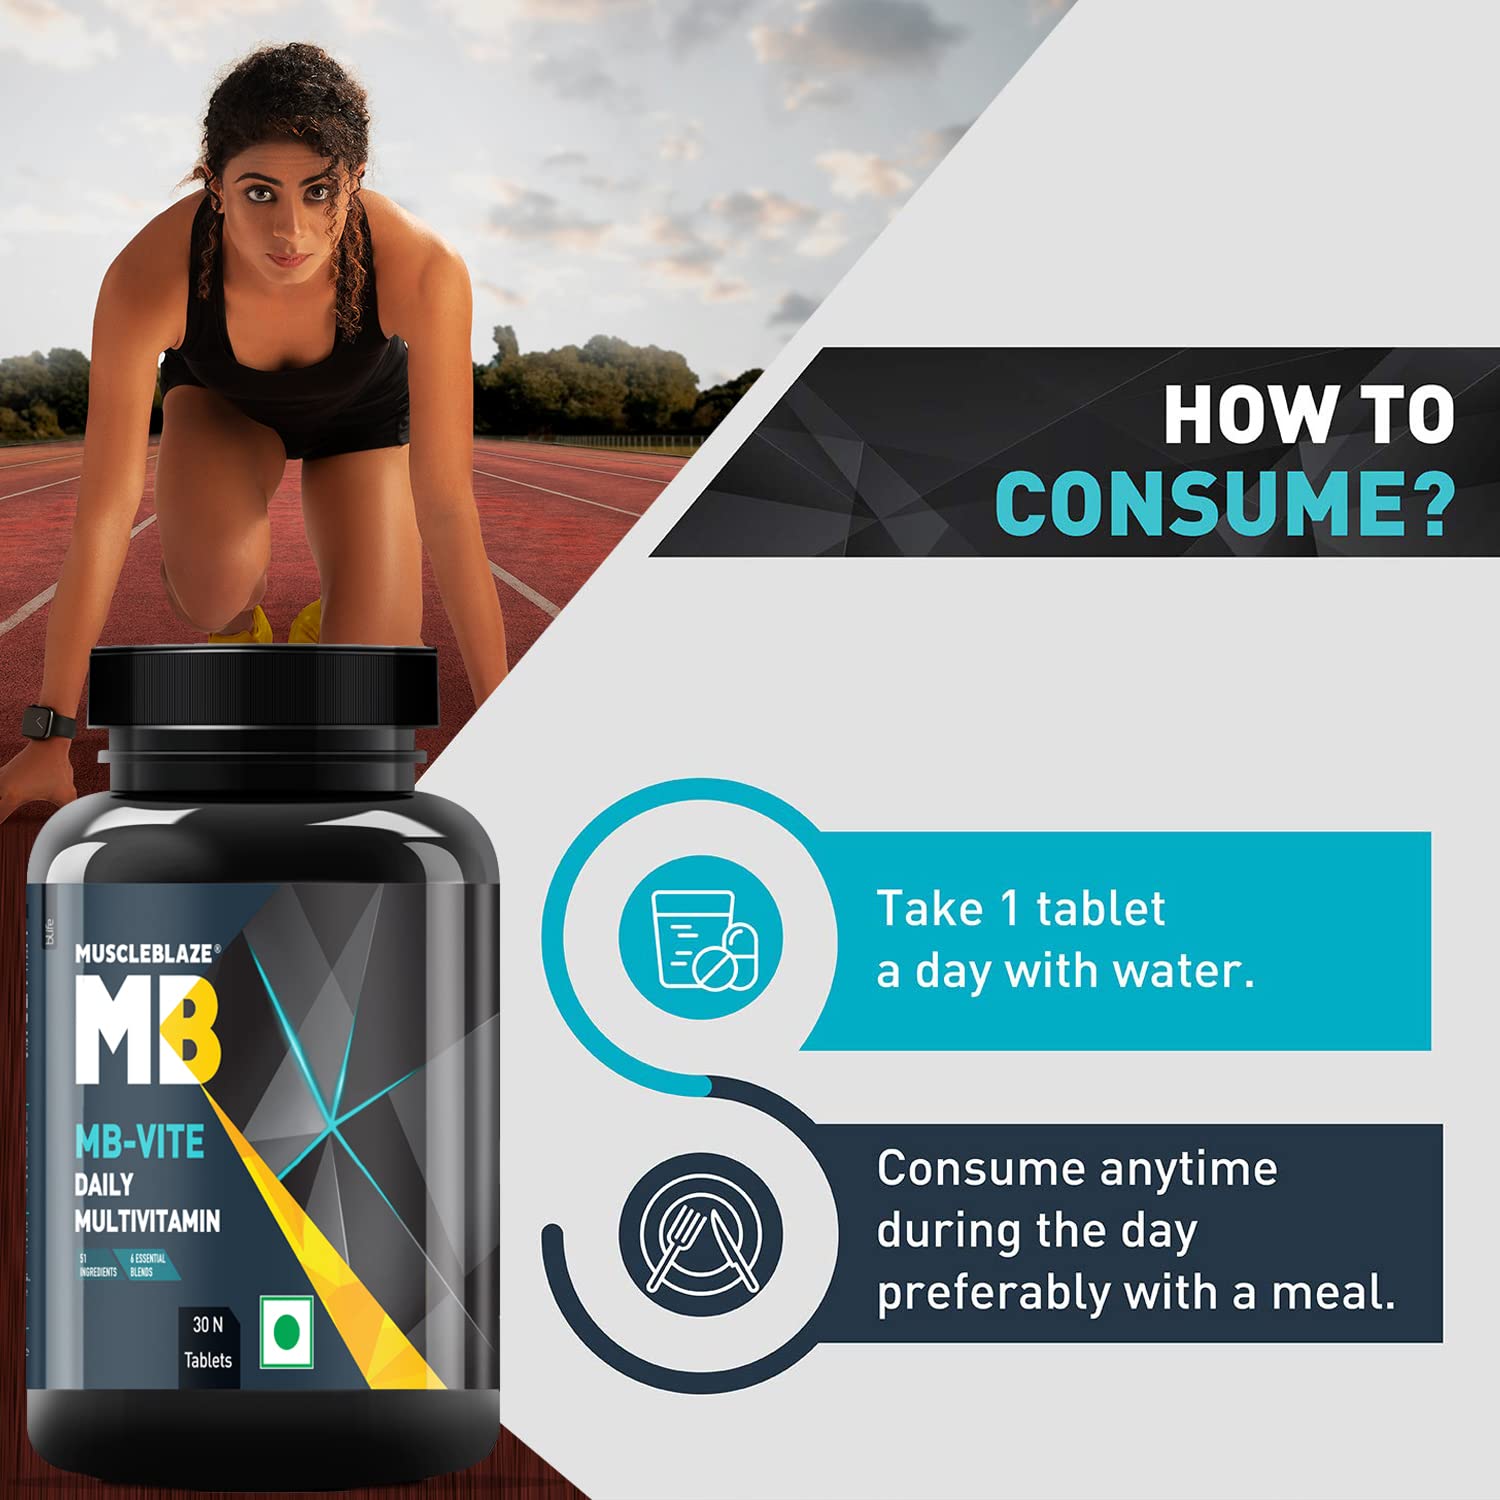 HOW TO
CONSUME?
Take 1 tablet
a day with water.
Consume anytime
during the day
preferably with a meal.
bLife
MUSCLEBLAZE®
MB
MB-VITE
DAILY
MULTIVITAMIN
51
INGREDIENTS
6 ESSENTIAL
BLENDS
30 N
Tablets